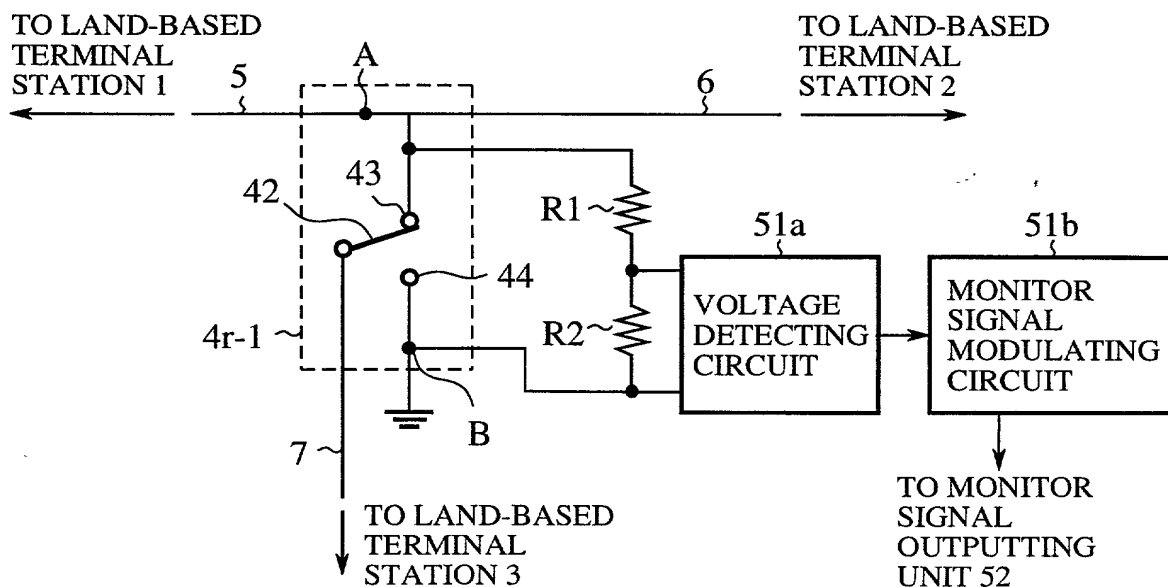 TO LAND-BASED
TERMINAL
STATION 1
TO LAND-BASED
TERMINAL
STATION 2
5
A
6
42
43
R1
51a
51b
44
4r-1
R2
VOLTAGE
DETECTING
CIRCUIT
MONITOR
SIGNAL
MODULATING
CIRCUIT
B
7
TO LAND-BASED
TERMINAL
STATION 3
TO MONITOR
SIGNAL
OUTPUTTING
UNIT 52